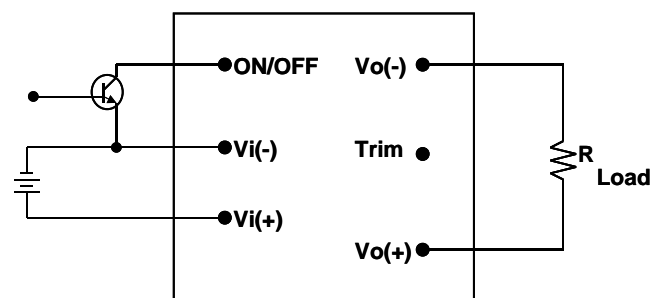 ON/OFF
Vo(-)
Vi(-)
Trim
R
Load
Vi(+)
Vo(+)